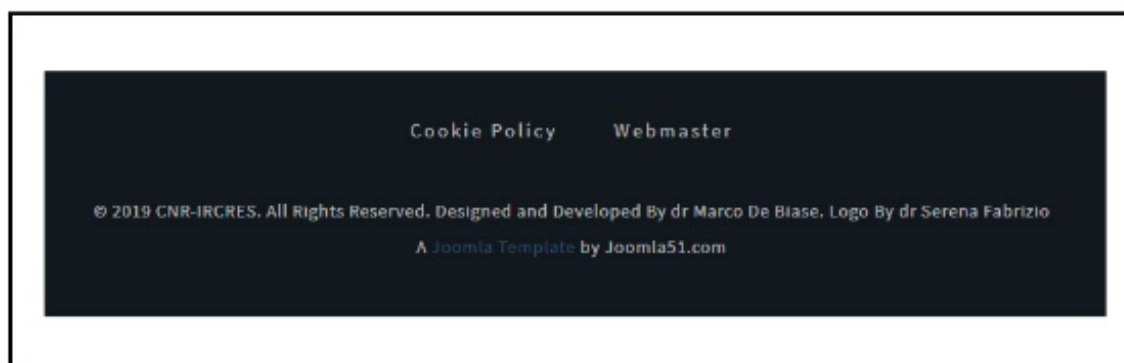 Cookie Policy Webmaster
© 2019 CNR-IRCRES. All Rights Reserved. Designed and Developed By dr Marco De Biase. Logo By dr Serena Fabrizio
A Joomla Template by Joomla51.com